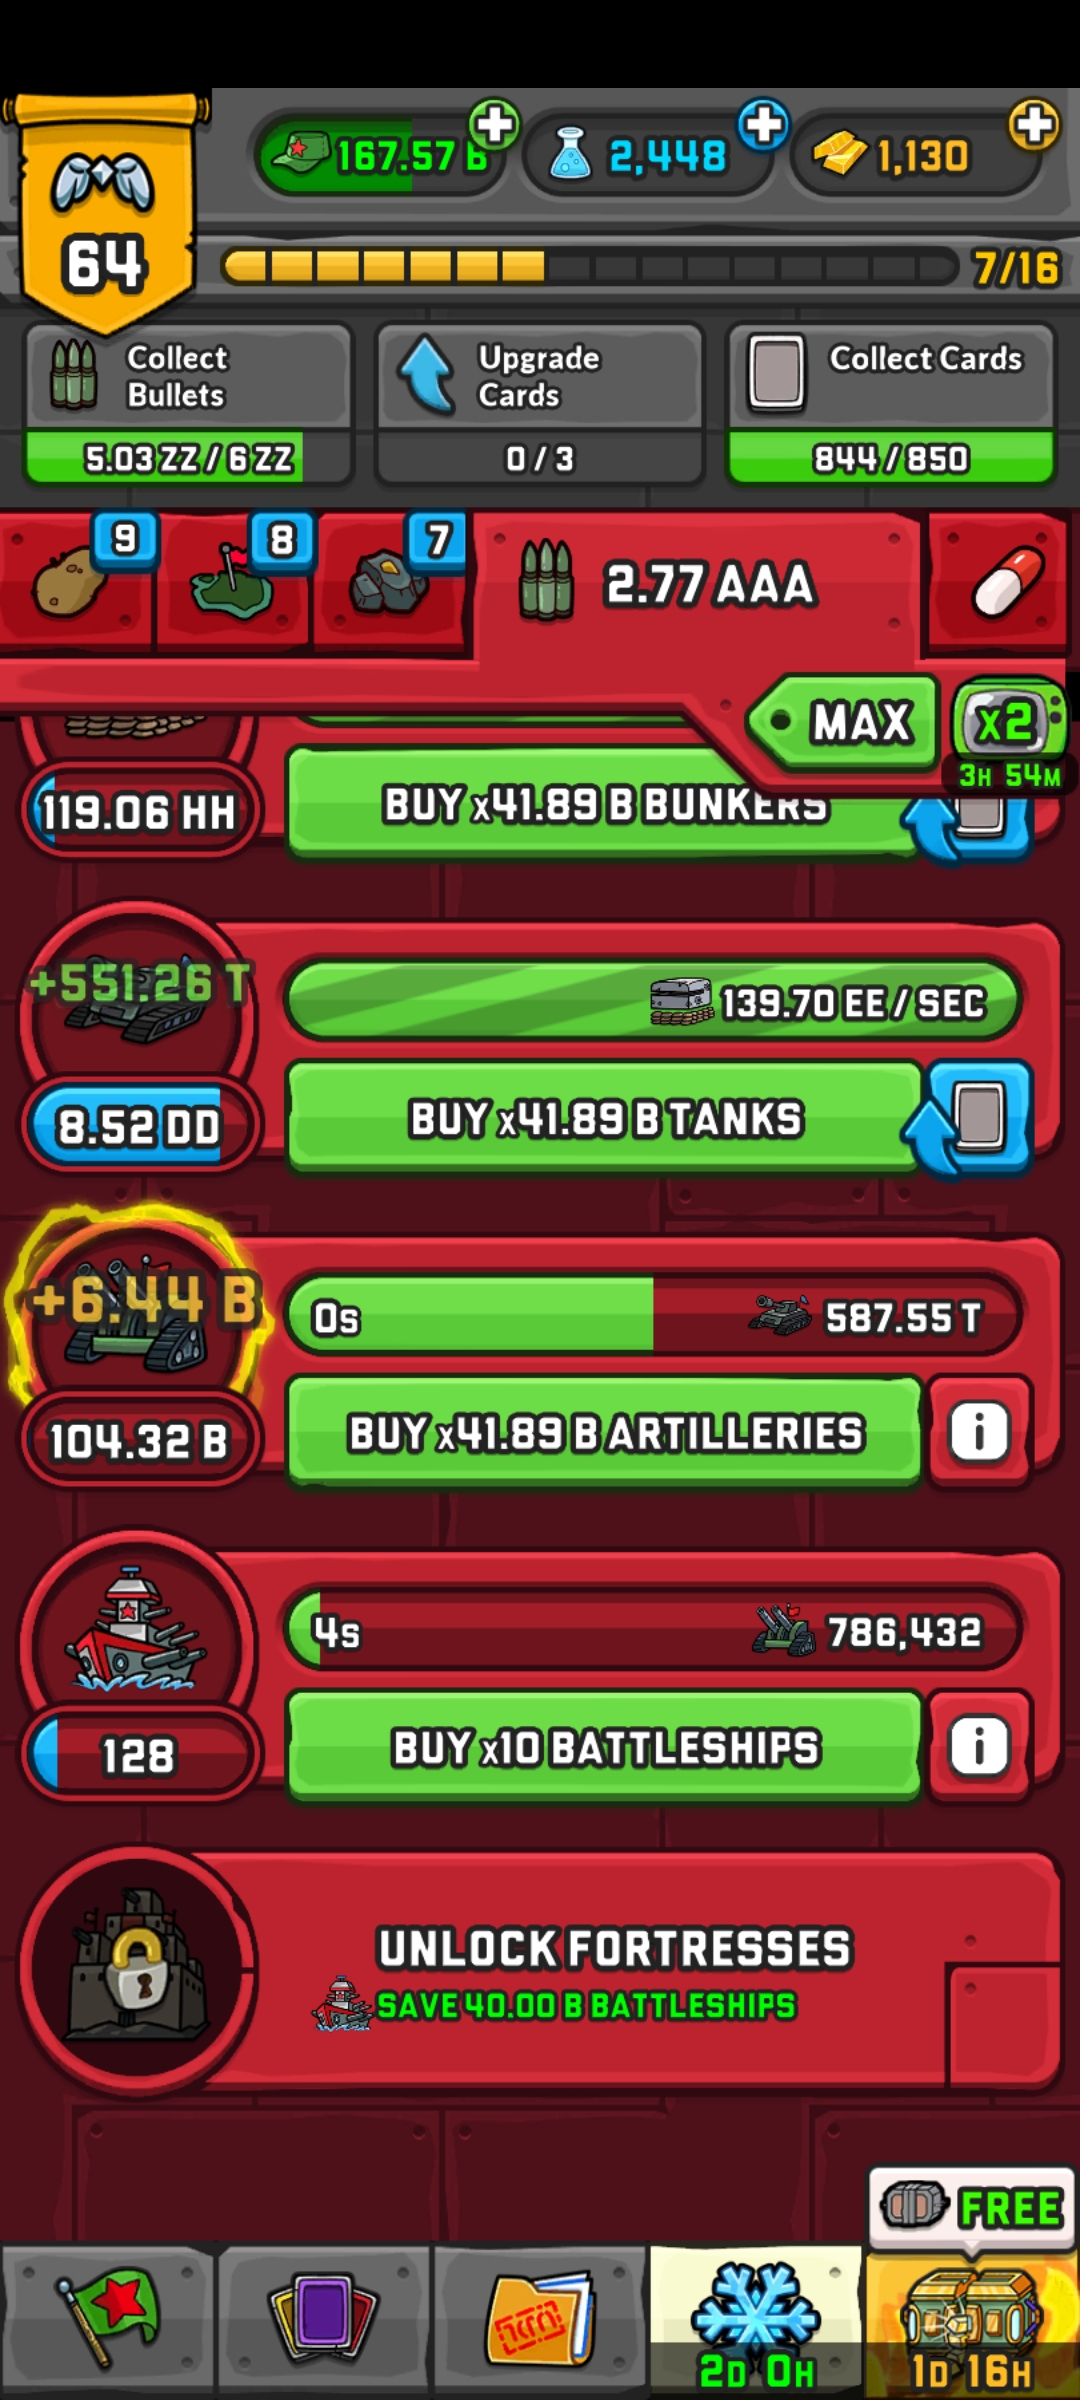 167.57 B
2,448
1,130
64
7/16
Collect
Bullets
Upgrade
Cards
Collect Cards
5.03 ZZ / 6 ZZ
0 / 3
844 / 850
9
8
7
2.77 AAA
MAX
x2
3H 54M
119.06 HH
BUY x41.89 B BUNKERS
+551.26 T
139.70 EE / SEC
8.52 DD
BUY x41.89 B TANKS
+6.44 B
0s
587.55 T
104.32 B
BUY x41.89 B ARTILLERIES
i
4s
786,432
128
BUY x10 BATTLESHIPS
i
UNLOCK FORTRESSES
SAVE 40.00 B BATTLESHIPS
FREE
2D 0H
1D 16H